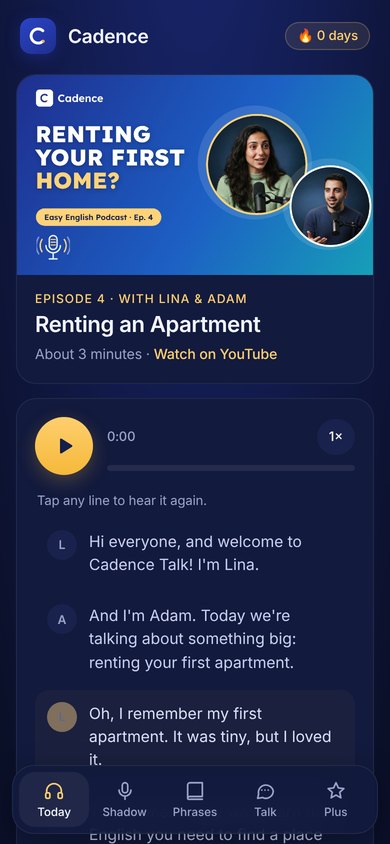 C Cadence
🔥 0 days
C Cadence
RENTING
YOUR FIRST
HOME?
Easy English Podcast · Ep. 4
EPISODE 4 · WITH LINA & ADAM
Renting an Apartment
About 3 minutes · Watch on YouTube
0:00
1×
Tap any line to hear it again.
L
Hi everyone, and welcome to
Cadence Talk! I'm Lina.
A
And I'm Adam. Today we're
talking about something big:
renting your first apartment.
L
Oh, I remember my first
apartment. It was tiny, but I loved
it.
Today
Shadow
Phrases
Talk
Plus
English you need to find a place